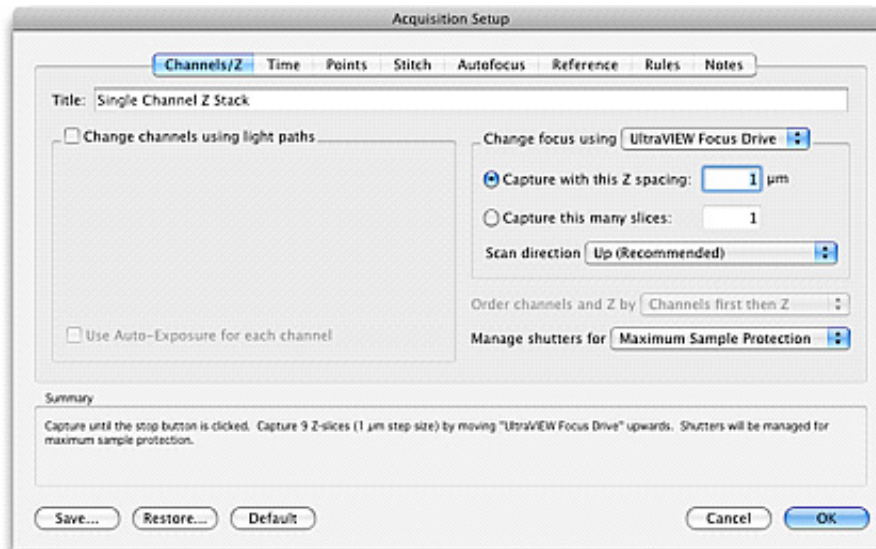 Acquisition Setup
Channels/Z Time Points Stitch Autofocus Reference Rules Notes
Title: Single Channel Z Stack
Change channels using light paths
Use Auto-Exposure for each channel
Change focus using UltraVIEW Focus Drive
Capture with this Z spacing: 1 µm
Capture this many slices: 1
Scan direction Up (Recommended)
Order channels and Z by Channels first then Z
Manage shutters for Maximum Sample Protection
Summary
Capture until the stop button is clicked. Capture 9 Z-slices (1 µm step size) by moving "UltraVIEW Focus Drive" upwards. Shutters will be managed for
maximum sample protection.
Save... Restore... Default Cancel OK